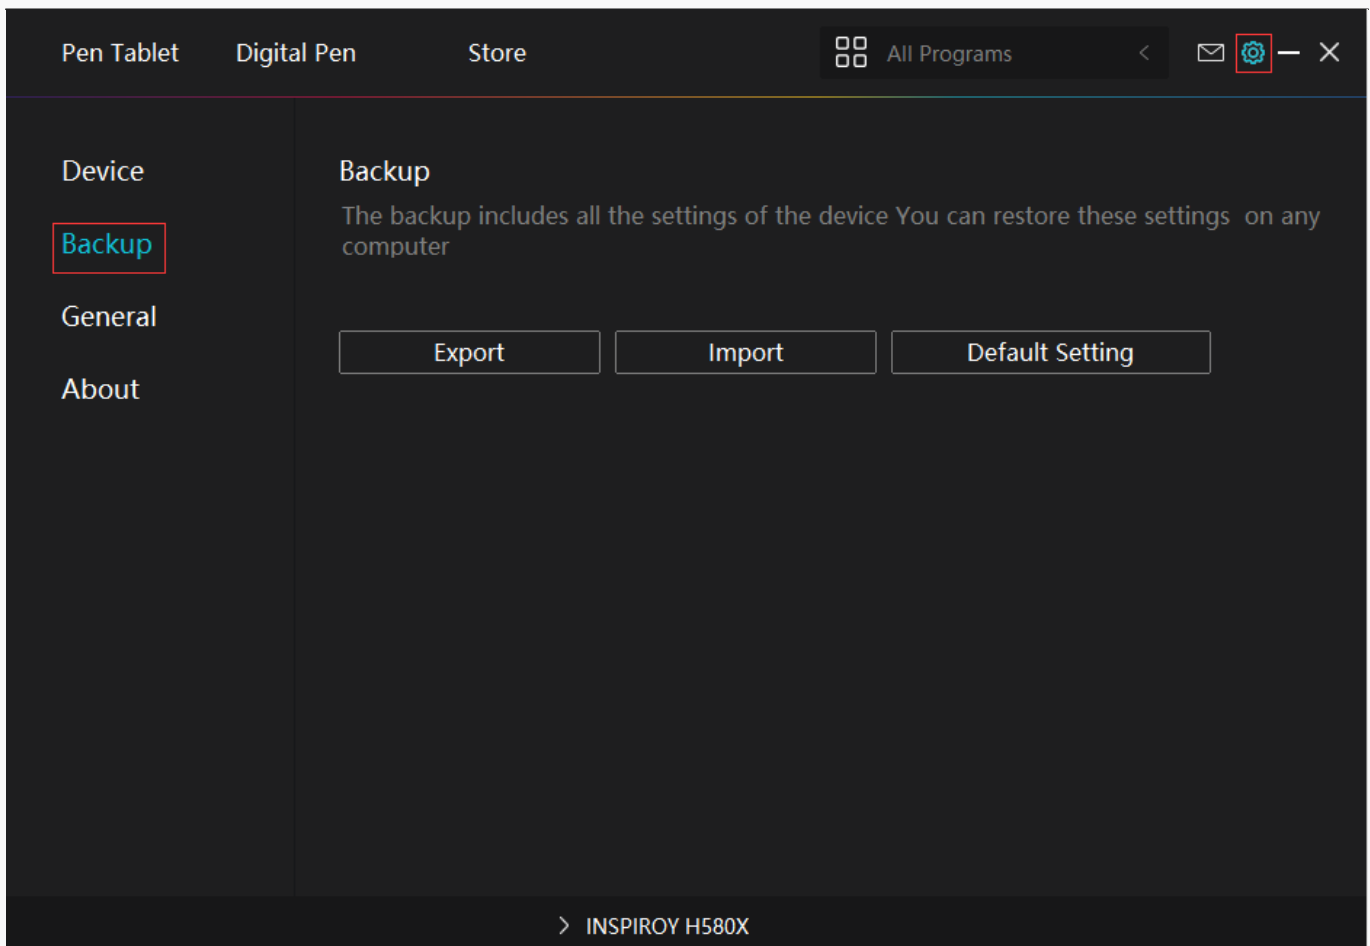 Pen Tablet Digital Pen Store All Programs
Device
Backup
General
About
Backup
The backup includes all the settings of the device You can restore these settings on any
computer
Export Import Default Setting
INSPIROY H580X